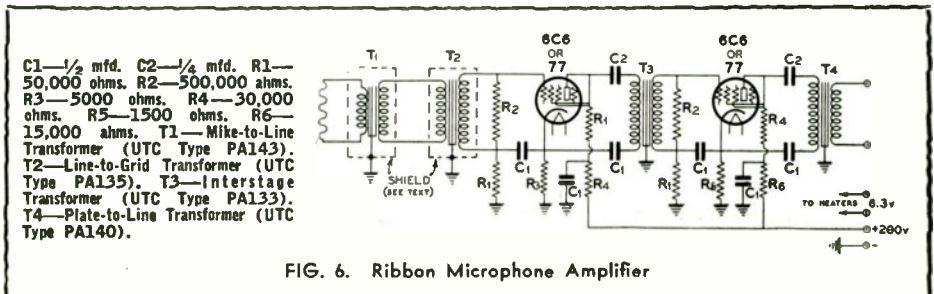 C1—½ mfd. C2—¼ mfd. R1—
50,000 ohms. R2—500,000 ahms.
R3—5000 ohms. R4—30,000
ohms. R5—1500 ohms. R6—
15,000 ahms. T1—Mike-to-Line
Transformer (UTC Type PA143).
T2—Line-to-Grid Transformer (UTC
Type PA135). T3—Interstage
Transformer (UTC Type PA133).
T4—Plate-to-Line Transformer (UTC
Type PA140).
T1
T2
6C6
OR
77
C2
T3
6C6
OR
77
C2
T4
R2
R1
R2
R4
C1
C1
C1
C1
SHIELD
(SEE TEXT)
R1
R3
C1
R4
R1
C1
R6
TO HEATERS 6.3v
+280v
-
FIG. 6. Ribbon Microphone Amplifier